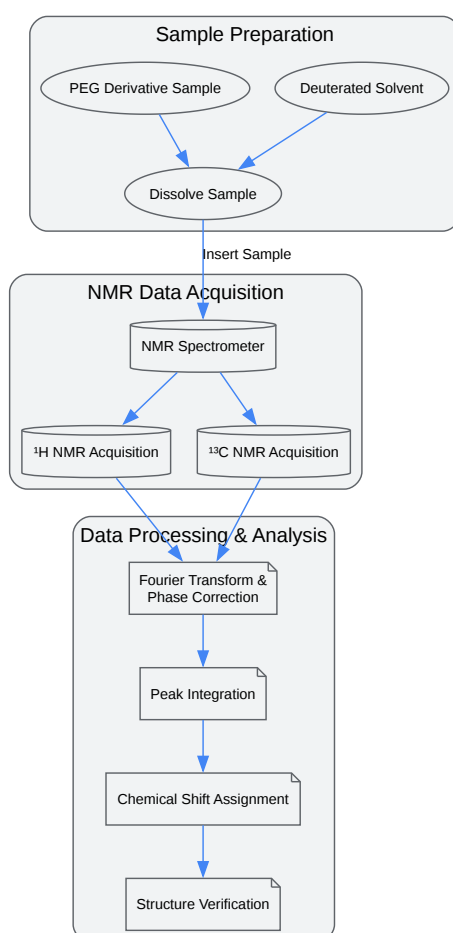 Sample Preparation
PEG Derivative Sample
Deuterated Solvent
Dissolve Sample
Insert Sample
NMR Data Acquisition
NMR Spectrometer
¹H NMR Acquisition
¹³C NMR Acquisition
Data Processing & Analysis
Fourier Transform &
Phase Correction
Peak Integration
Chemical Shift Assignment
Structure Verification